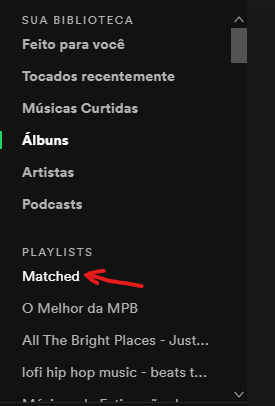 SUA BIBLIOTECA
Feito para você
Tocados recentemente
Músicas Curtidas
Álbuns
Artistas
Podcasts
PLAYLISTS
Matched
O Melhor da MPB
All The Bright Places - Just...
lofi hip hop music - beats t...